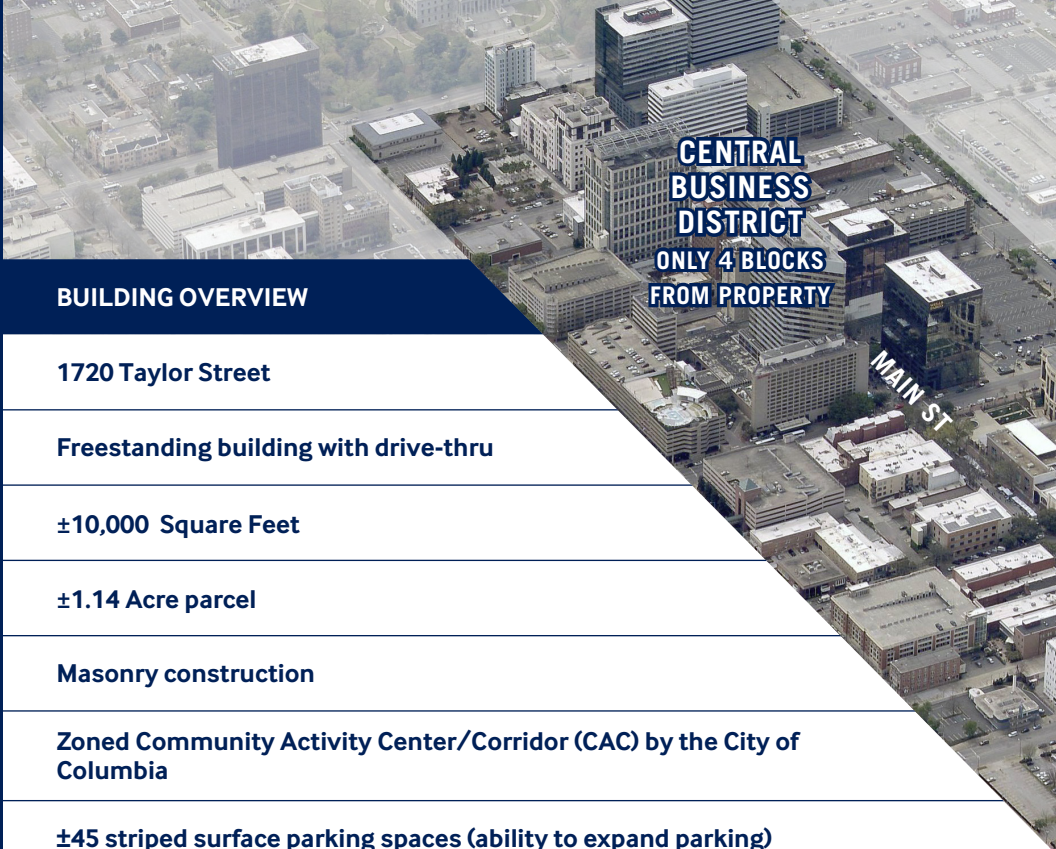 CENTRAL
BUSINESS
DISTRICT
ONLY 4 BLOCKS
FROM PROPERTY
MAIN ST
BUILDING OVERVIEW
1720 Taylor Street
Freestanding building with drive-thru
±10,000 Square Feet
±1.14 Acre parcel
Masonry construction
Zoned Community Activity Center/Corridor (CAC) by the City of
Columbia
±45 striped surface parking spaces (ability to expand parking)